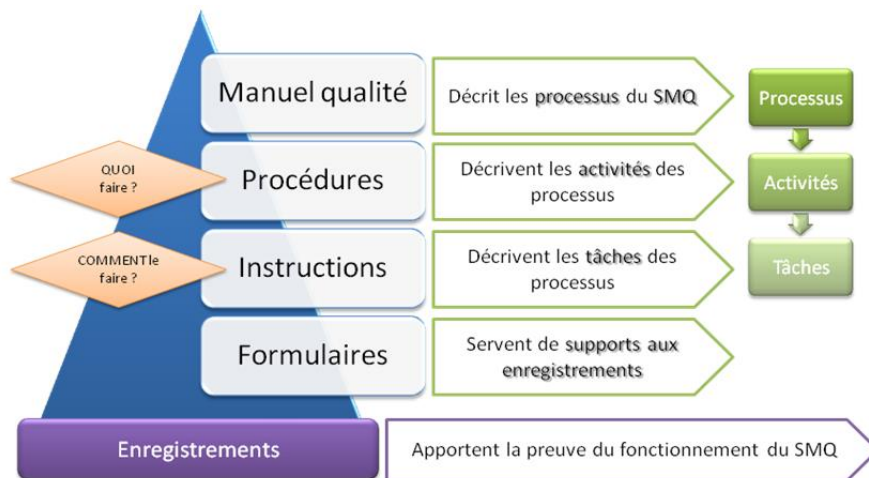 Manuel qualité
Décrit les processus du SMQ
Processus
QUOI
faire ?
Procédures
Décrivent les activités des
processus
Activités
COMMENT le
faire ?
Instructions
Décrivent les tâches des
processus
Tâches
Formulaires
Servent de supports aux
enregistrements
Enregistrements
Apportent la preuve du fonctionnement du SMQ